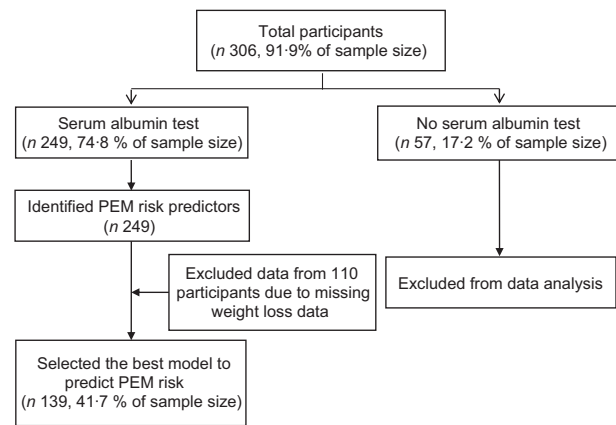 Total participants
(n 306, 91·9% of sample size)
Serum albumin test
(n 249, 74·8 % of sample size)
No serum albumin test
(n 57, 17·2 % of sample size)
Identified PEM risk predictors
(n 249)
Excluded data from 110
participants due to missing
weight loss data
Excluded from data analysis
Selected the best model to
predict PEM risk
(n 139, 41·7 % of sample size)